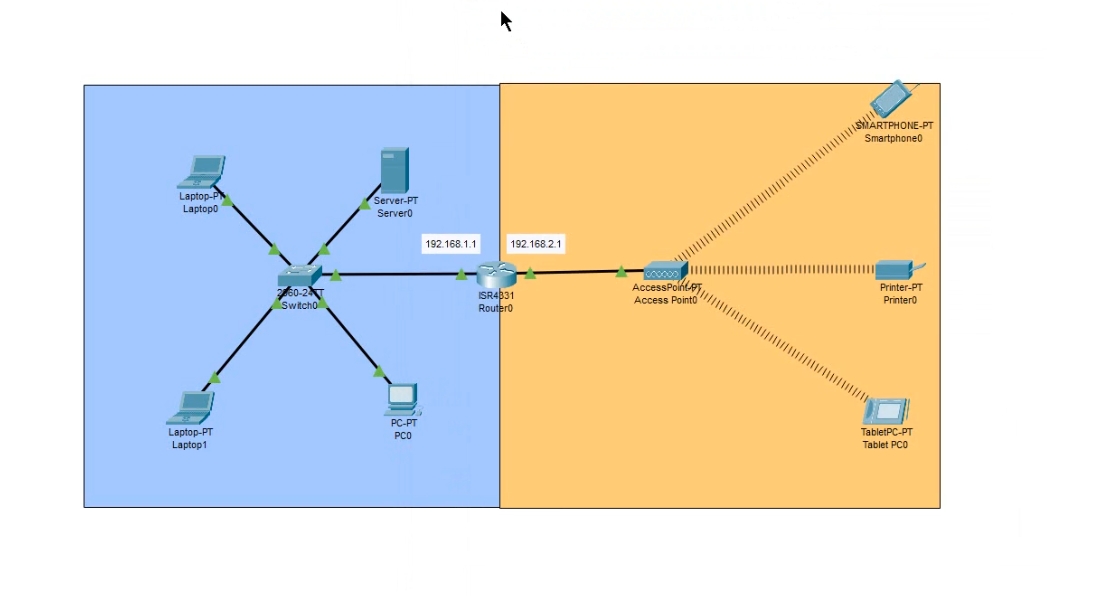 SMARTPHONE-PT
Smartphone0
Laptop-PT
Laptop0
Server-PT
Server0
192.168.1.1
192.168.2.1
2960-24TT
Switch0
ISR4331
Router0
AccessPoint-PT
Access Point0
Printer-PT
Printer0
Laptop-PT
Laptop1
PC-PT
PC0
TabletPC-PT
Tablet PC0